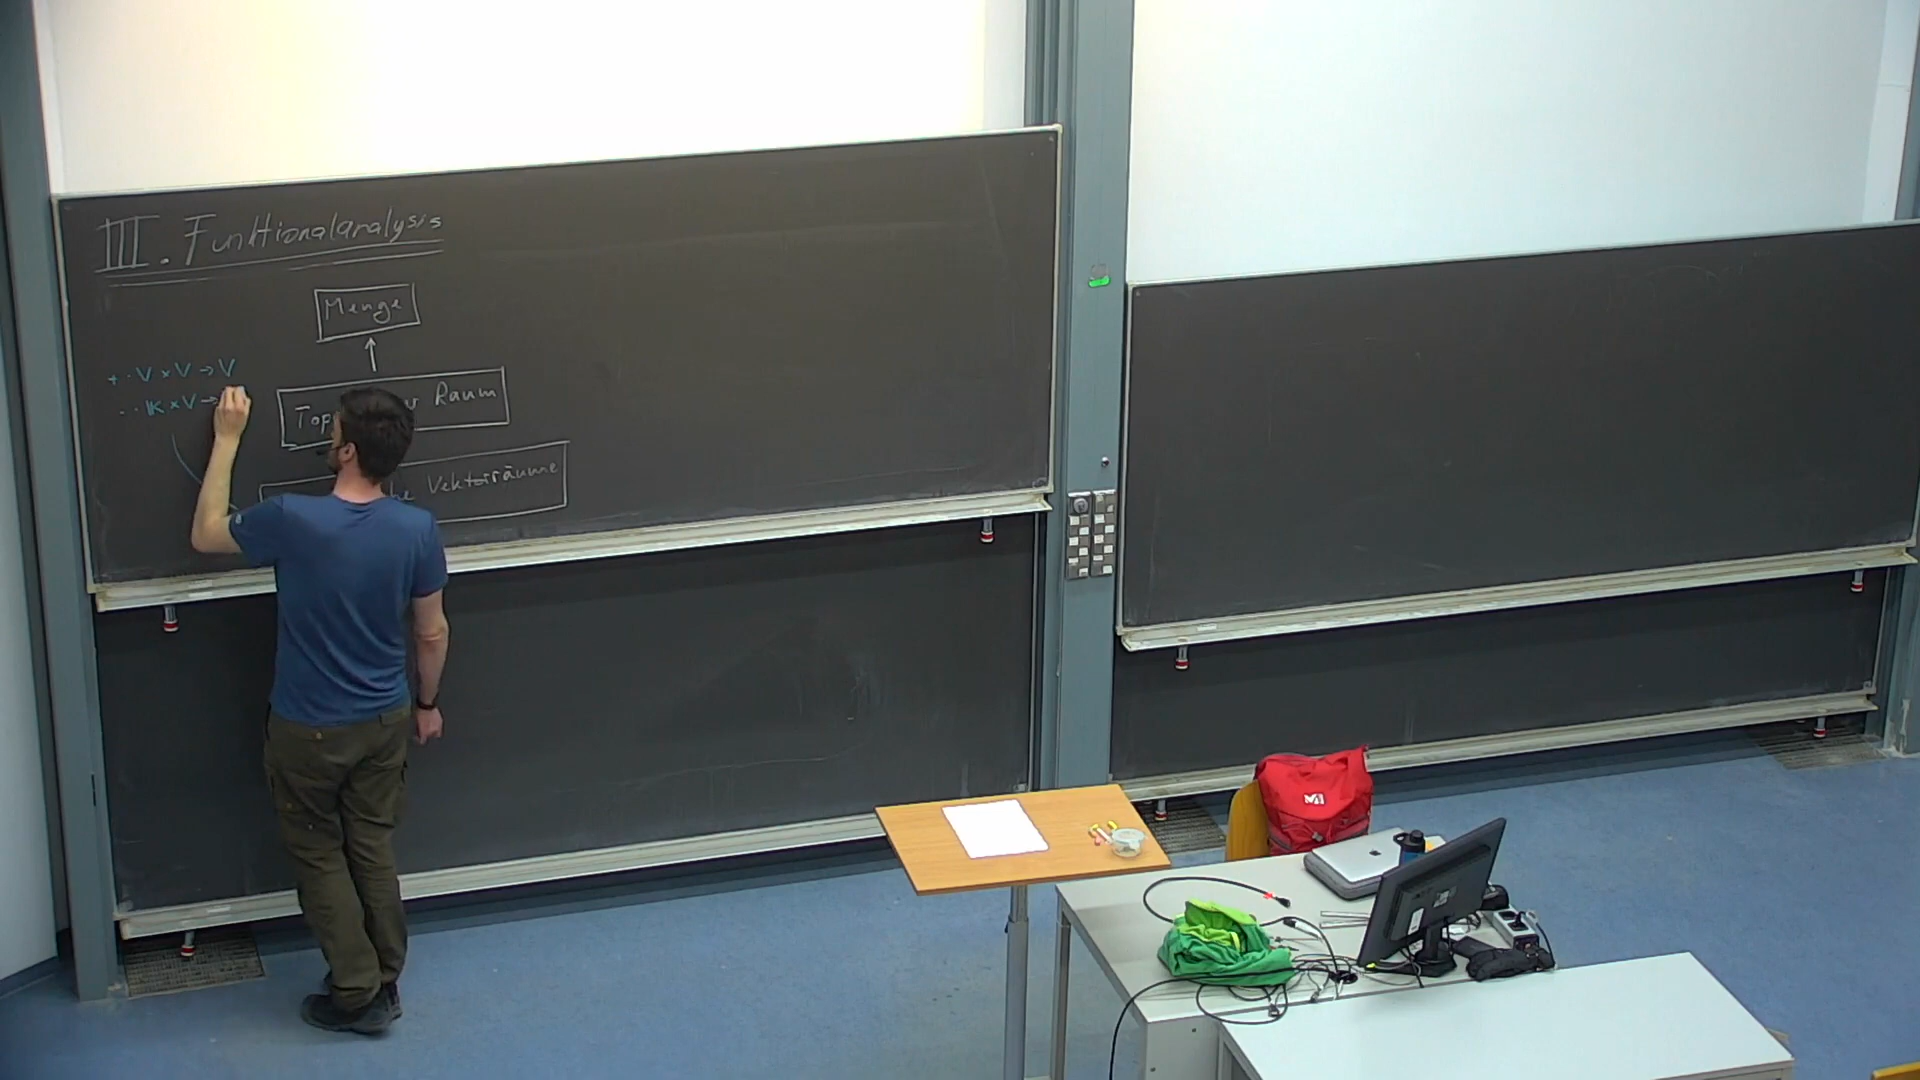 III. Funktionalanalysis
Menge
+ : V × V → V
Raum
· : K × V →
Vektorräume